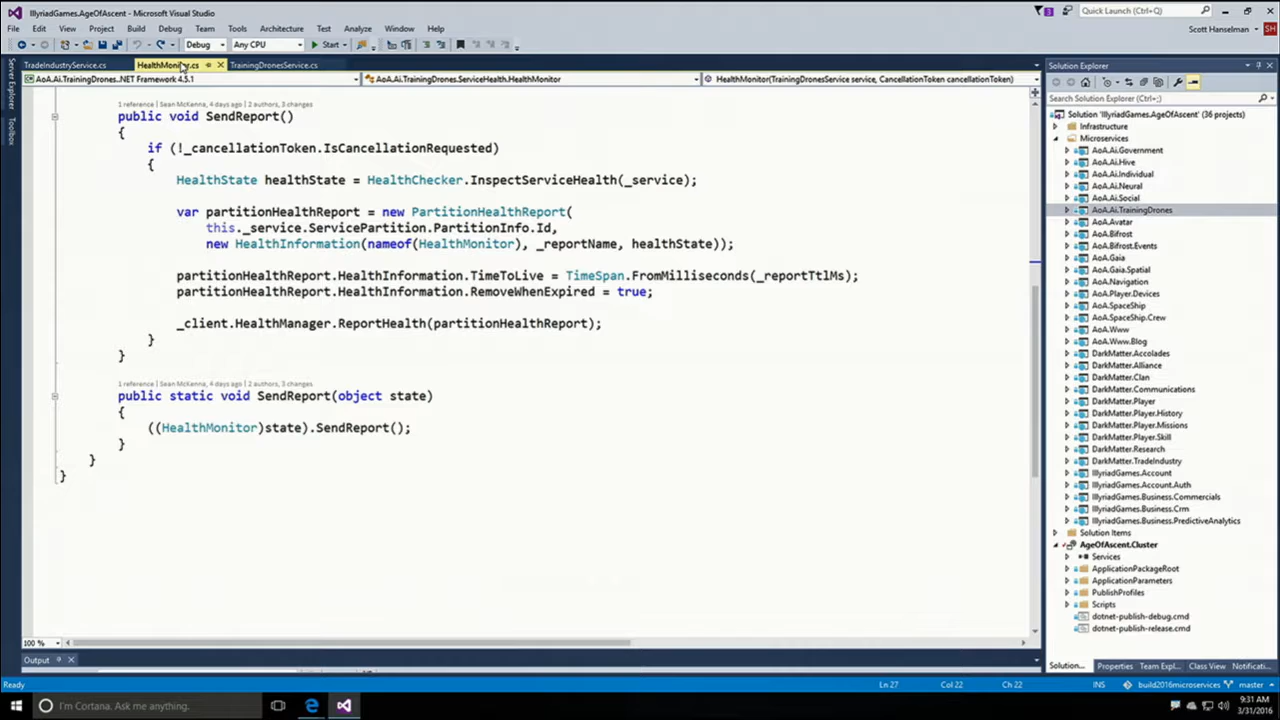 IllyriadGames.AgeOfAscent - Microsoft Visual Studio
3
Quick Launch (Ctrl+Q)
File Edit View Project Build Debug Team Tools Architecture Test Analyze Window Help
Scott Hanselman SH
Debug Any CPU Start
TradeIndustryService.cs HealthMonitor.cs TrainingDronesService.cs
AoA.Ai.TrainingDrones..NET Framework 4.5.1 AoA.Ai.TrainingDrones.ServiceHealth.HealthMonitor HealthMonitor(TrainingDronesService service, CancellationToken cancellationToken)
Server Explorer
Toolbox
1 reference | Sean McKenna, 4 days ago | 2 authors, 3 changes
public void SendReport()
{
if (!_cancellationToken.IsCancellationRequested)
{
HealthState healthState = HealthChecker.InspectServiceHealth(_service);
var partitionHealthReport = new PartitionHealthReport(
this._service.ServicePartition.PartitionInfo.Id,
new HealthInformation(nameof(HealthMonitor), _reportName, healthState));
partitionHealthReport.HealthInformation.TimeToLive = TimeSpan.FromMilliseconds(_reportTtlMs);
partitionHealthReport.HealthInformation.RemoveWhenExpired = true;
_client.HealthManager.ReportHealth(partitionHealthReport);
}
}
1 reference | Sean McKenna, 4 days ago | 2 authors, 3 changes
public static void SendReport(object state)
{
((HealthMonitor)state).SendReport();
}
}
}
100 %
Output
Solution Explorer
Search Solution Explorer (Ctrl+;)
Solution 'IllyriadGames.AgeOfAscent' (36 projects)
Infrastructure
Microservices
AoA.Ai.Government
AoA.Ai.Hive
AoA.Ai.Individual
AoA.Ai.Neural
AoA.Ai.Social
AoA.Ai.TrainingDrones
AoA.Avatar
AoA.Bifrost
AoA.Bifrost.Events
AoA.Gaia
AoA.Gaia.Spatial
AoA.Navigation
AoA.Player.Devices
AoA.SpaceShip
AoA.SpaceShip.Crew
AoA.Www
AoA.Www.Blog
DarkMatter.Accolades
DarkMatter.Alliance
DarkMatter.Clan
DarkMatter.Communications
DarkMatter.Player
DarkMatter.Player.History
DarkMatter.Player.Missions
DarkMatter.Player.Skill
DarkMatter.Research
DarkMatter.TradeIndustry
IllyriadGames.Account
IllyriadGames.Account.Auth
IllyriadGames.Business.Commercials
IllyriadGames.Business.Crm
IllyriadGames.Business.PredictiveAnalytics
Solution Items
AgeOfAscent.Cluster
Services
ApplicationPackageRoot
ApplicationParameters
PublishProfiles
Scripts
dotnet-publish-debug.cmd
dotnet-publish-release.cmd
Solution... Properties Team Expl... Class View Notificati...
Ready Ln 27 Col 22 Ch 22 INS build2016microservices master
I'm Cortana. Ask me anything.
9:31 AM
3/31/2016